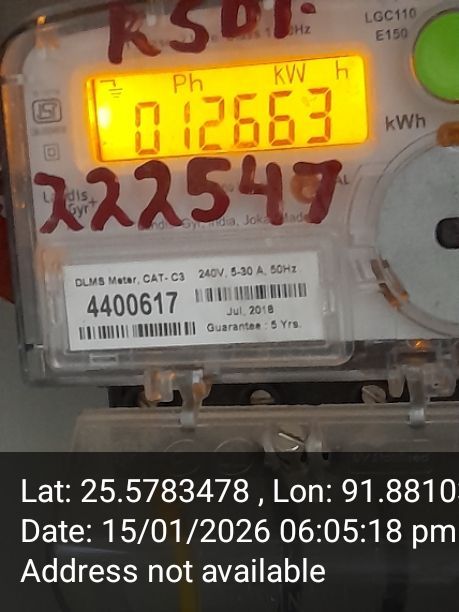 RSDP.
LGC110
E150
Ph kW h
012663
kWh
222547
Landis
Gyr+
DLMS Meter, CAT- C3 240V, 5-30 A, 50Hz
4400617
Jul, 2018
Guarantee : 5 Yrs.
Lat: 25.5783478 , Lon: 91.8810
Date: 15/01/2026 06:05:18 pm
Address not available